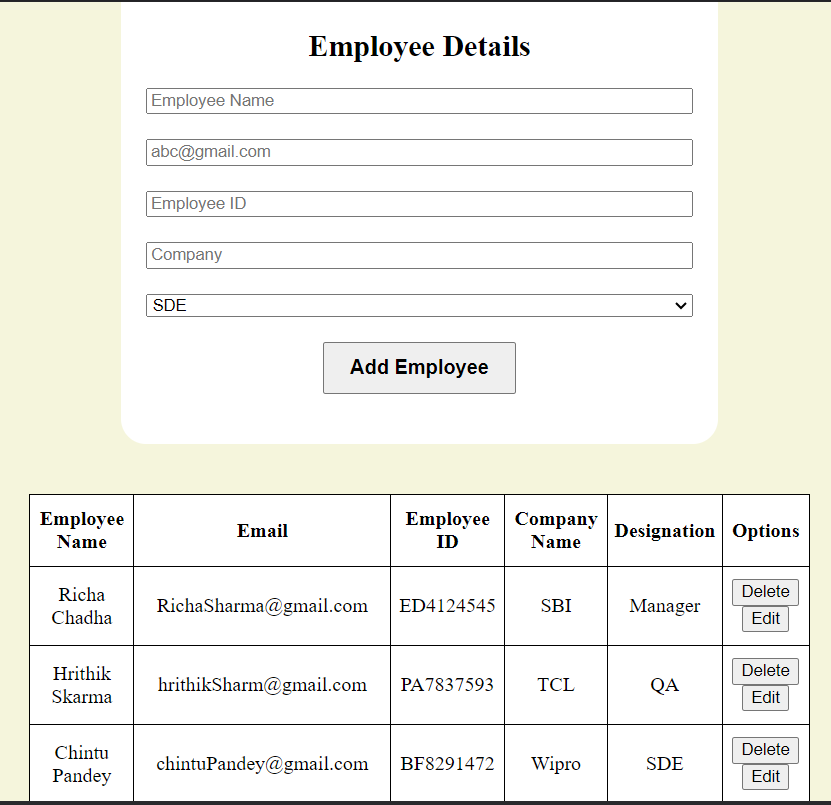 Employee Details
Employee Name
abc@gmail.com
Employee ID
Company
SDE
Add Employee
Employee Name Email Employee ID Company Name Designation Options
Richa Chadha RichaSharma@gmail.com ED4124545 SBI Manager Delete Edit
Hrithik Skarma hrithikSharm@gmail.com PA7837593 TCL QA Delete Edit
Chintu Pandey chintuPandey@gmail.com BF8291472 Wipro SDE Delete Edit